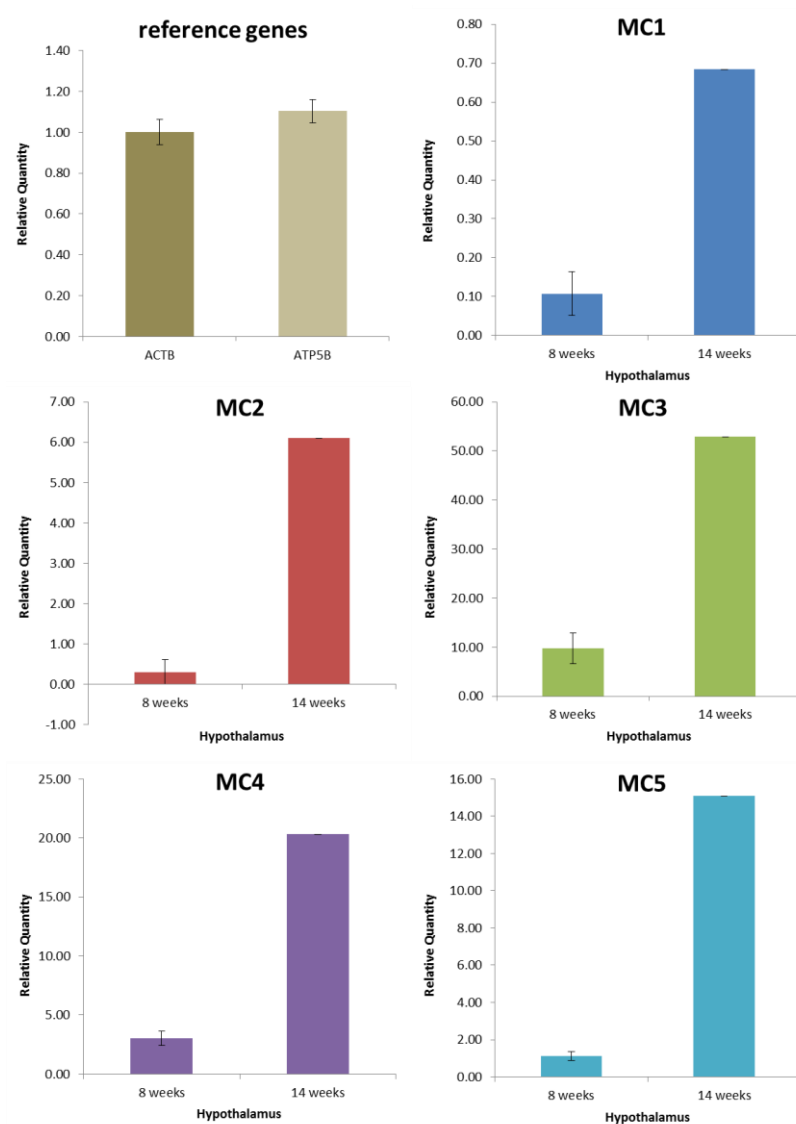 reference genes
Relative Quantity
1.40
1.20
1.00
0.80
0.60
0.40
0.20
0.00
ACTB ATP5B
MC1
Relative Quantity
0.80
0.70
0.60
0.50
0.40
0.30
0.20
0.10
0.00
8 weeks 14 weeks
Hypothalamus
MC2
Relative Quantity
7.00
6.00
5.00
4.00
3.00
2.00
1.00
0.00
-1.00
8 weeks 14 weeks
Hypothalamus
MC3
Relative Quantity
60.00
50.00
40.00
30.00
20.00
10.00
0.00
8 weeks 14 weeks
Hypothalamus
MC4
Relative Quantity
25.00
20.00
15.00
10.00
5.00
0.00
8 weeks 14 weeks
Hypothalamus
MC5
Relative Quantity
16.00
14.00
12.00
10.00
8.00
6.00
4.00
2.00
0.00
8 weeks 14 weeks
Hypothalamus